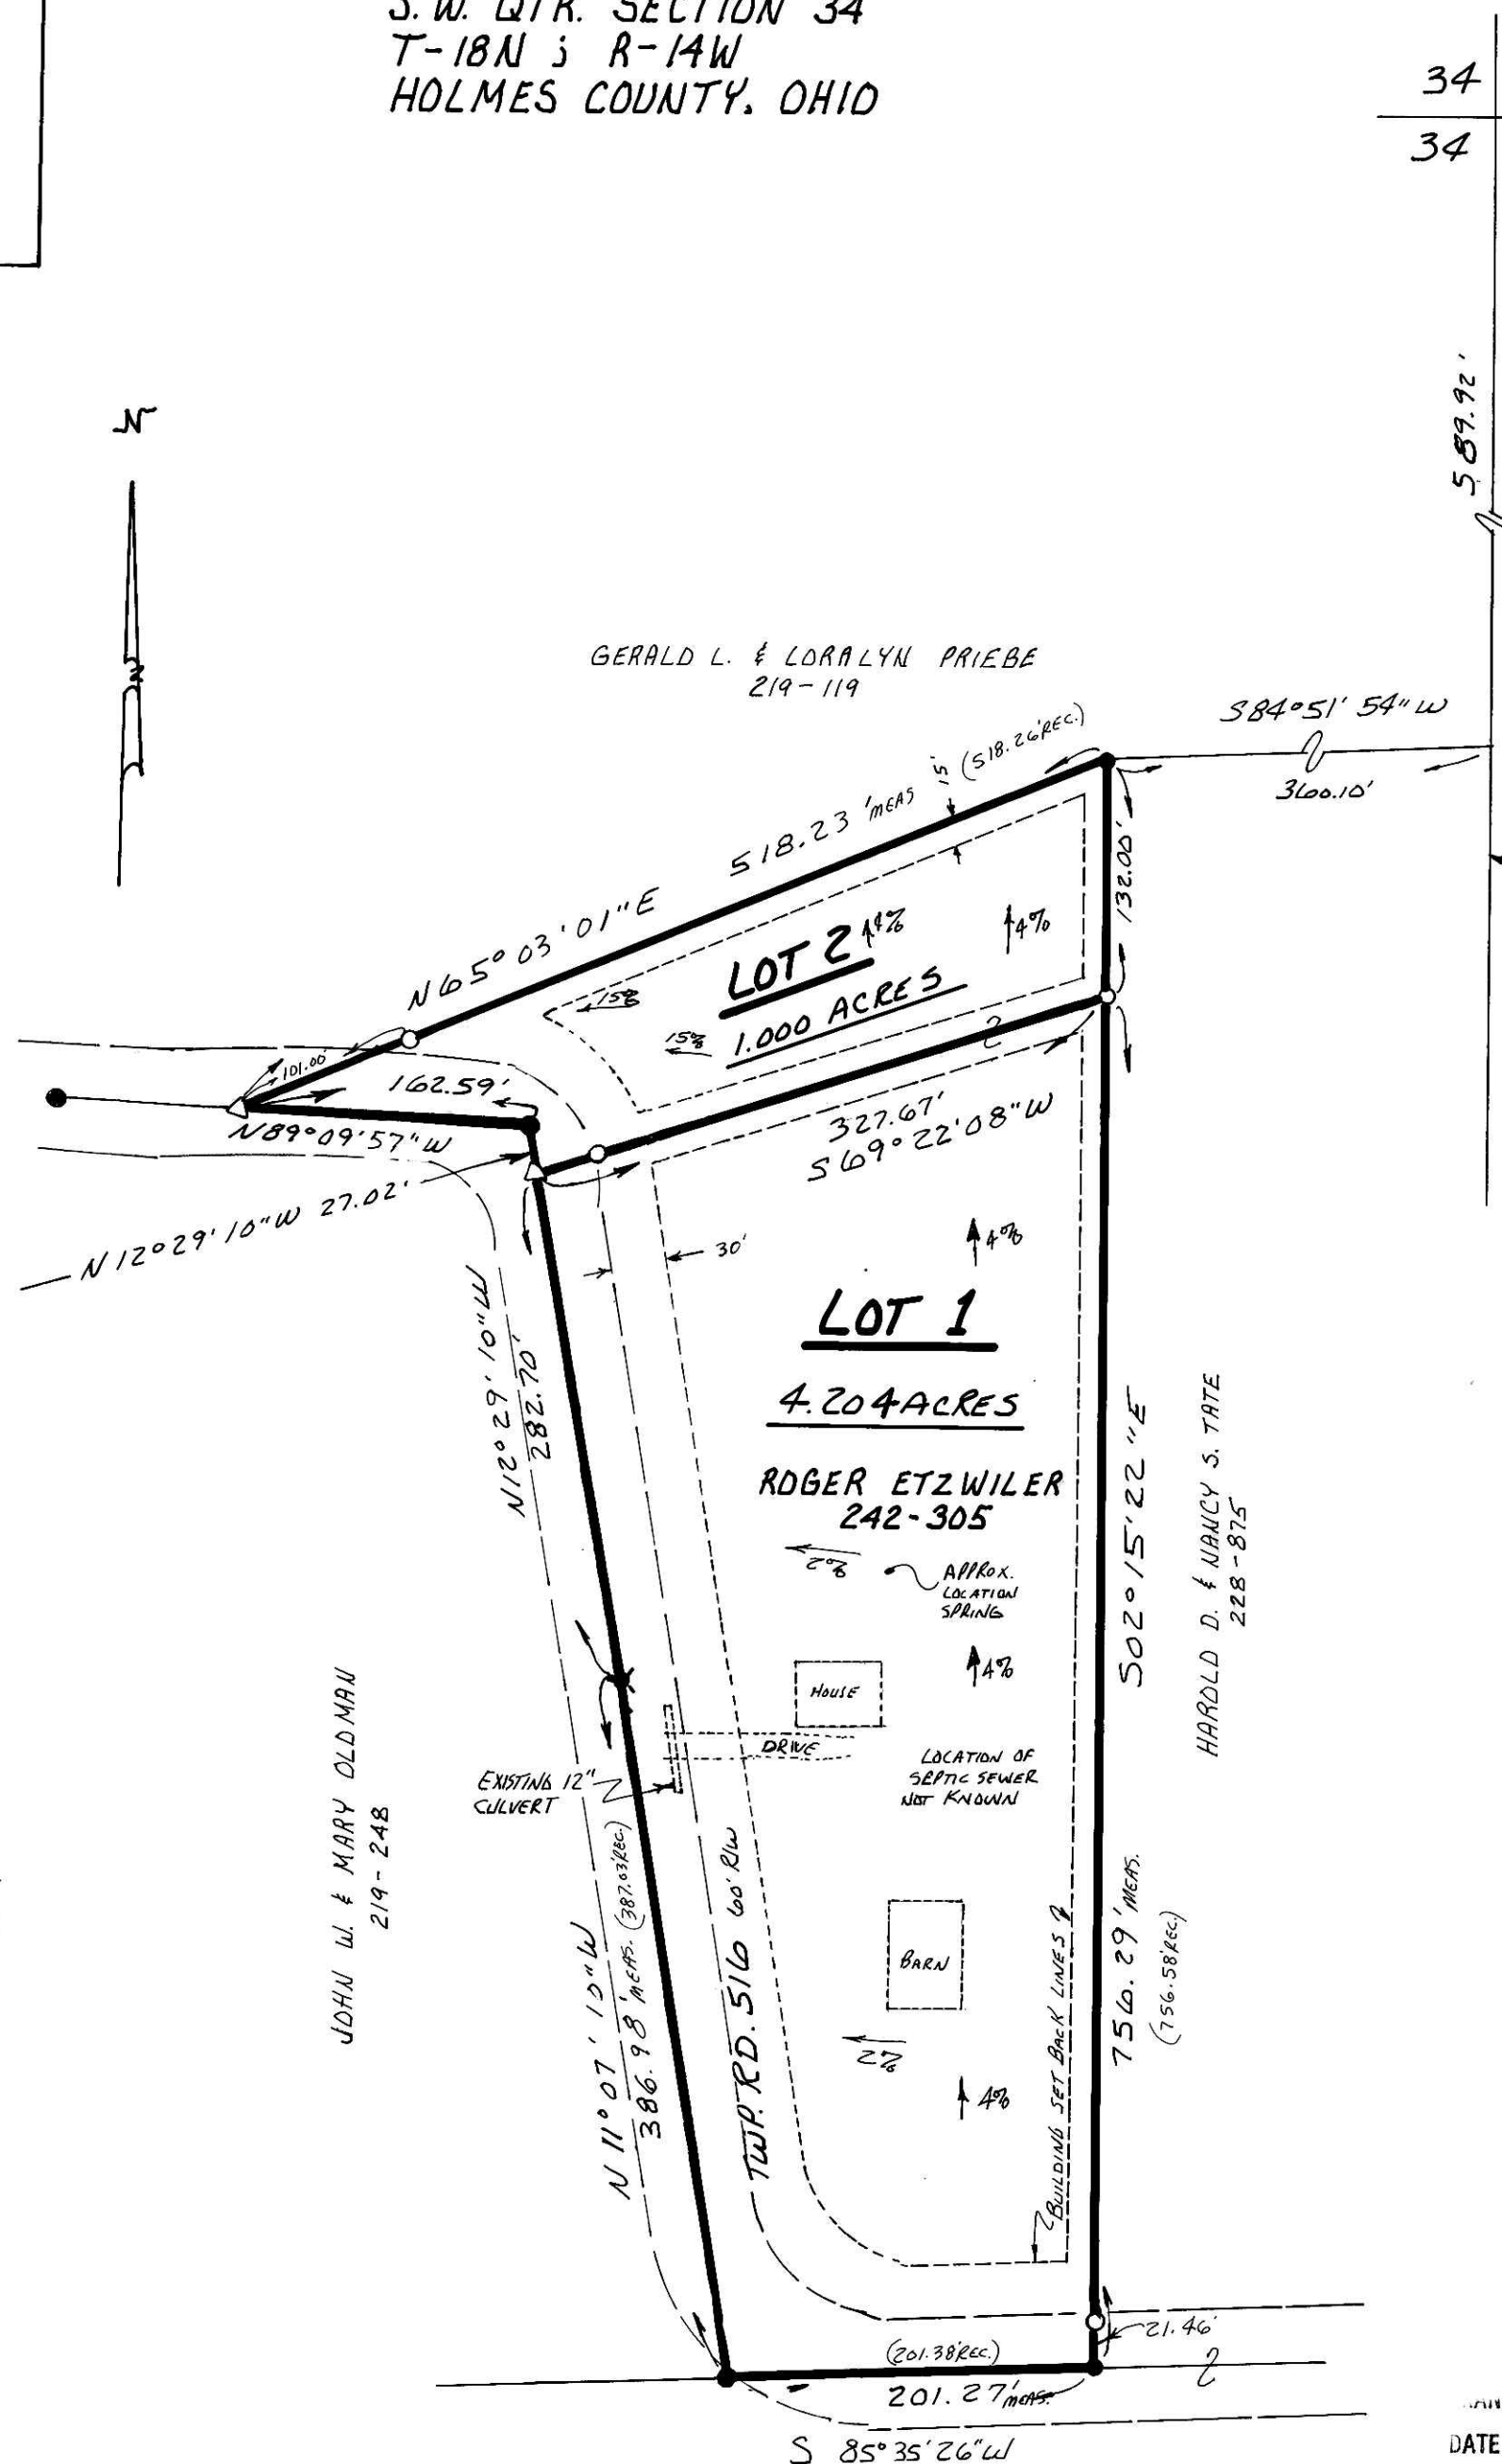 S.W. QTR. SECTION 34
T-18N ; R-14W
HOLMES COUNTY. OHIO
34
34
589.92'
N
GERALD L. & LORALYN PRIEBE
219-119
S84°51'54"W
360.10'
(518.26'REC.)
15'
518.23'MEAS
N65°03'01"E
132.00'
LOT 2
4%
4%
15%
15%
1.000 ACRES
101.00'
162.59'
N89°09'57"W
327.67'
S69°22'08"W
N12°29'10"W 27.02'
30'
4%
LOT 1
N12°29'10"W
282.70'
4.204 ACRES
ROGER ETZWILER
242-305
2%
APPROX.
LOCATION
SPRING
S02°15'22"E
HAROLD D. & NANCY S. TATE
228-875
4%
HOUSE
DRIVE
EXISTING 12"
CULVERT
LOCATION OF
SEPTIC SEWER
NOT KNOWN
JOHN W. & MARY OLDMAN
219-248
N 11°07'10"W
386.98'MEAS. (387.03'REC.)
TWP. RD. 516 60' R/W
BARN
2%
4%
BUILDING SET BACK LINES
756.29'MEAS.
(756.58'REC.)
21.46'
(201.38'REC.)
201.27'MEAS.
S 85°35'26"W
DATE